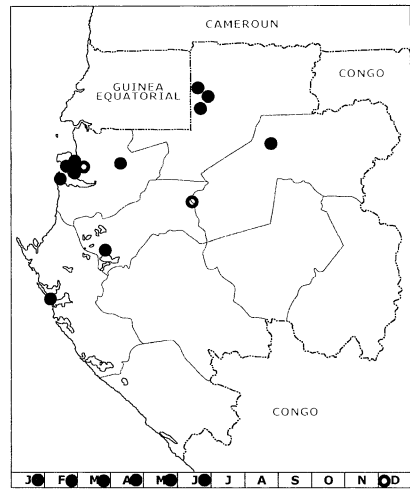 CAMEROUN
CONGO
GUINEA
EQUATORIAL
CONGO
J F M A M J J A S O N D